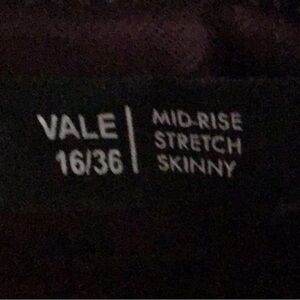 VALE
16/36
MID-RISE
STRETCH
SKINNY